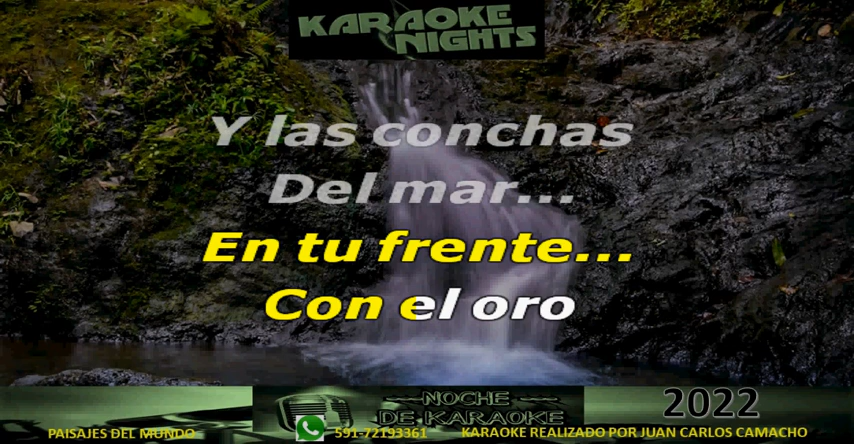 KARAOKE
NIGHTS
Y las conchas
Del mar...
En tu frente...
Con el oro
NOCHE
DE KARAOKE
2022
PAISAJES DEL MUNDO
591-72193361
KARAOKE REALIZADO POR JUAN CARLOS CAMACHO